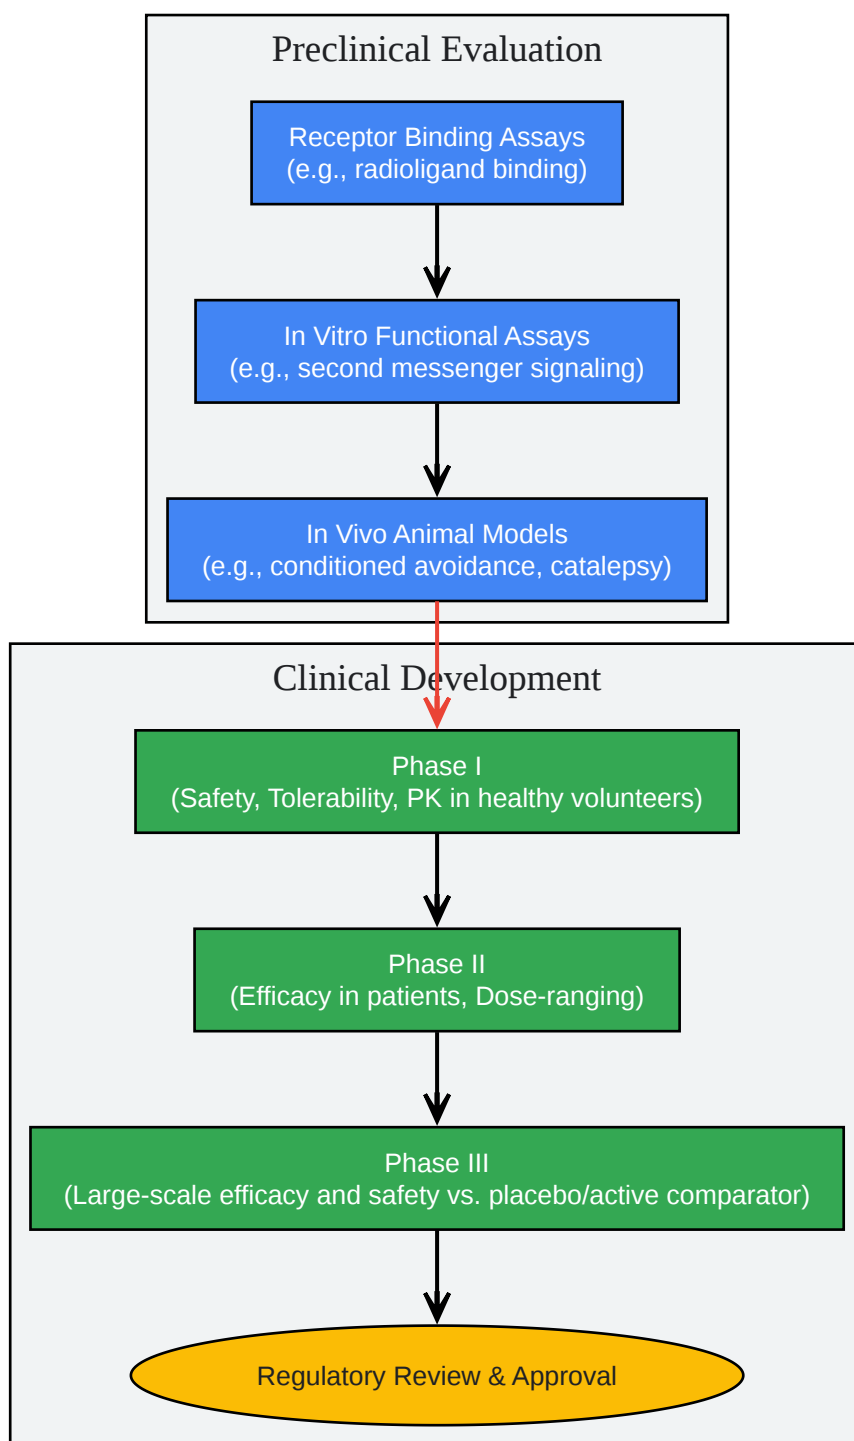 Preclinical Evaluation
Receptor Binding Assays
(e.g., radioligand binding)
In Vitro Functional Assays
(e.g., second messenger signaling)
In Vivo Animal Models
(e.g., conditioned avoidance, catalepsy)
Clinical Development
Phase I
(Safety, Tolerability, PK in healthy volunteers)
Phase II
(Efficacy in patients, Dose-ranging)
Phase III
(Large-scale efficacy and safety vs. placebo/active comparator)
Regulatory Review & Approval